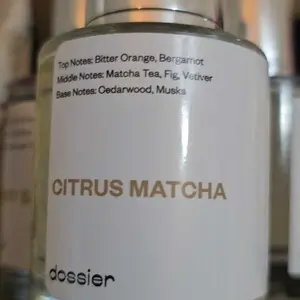 Top Notes: Bitter Orange, Bergamot
Middle Notes: Matcha Tea, Fig, Vetiver
Base Notes: Cedarwood, Musks
CITRUS MATCHA
dossier